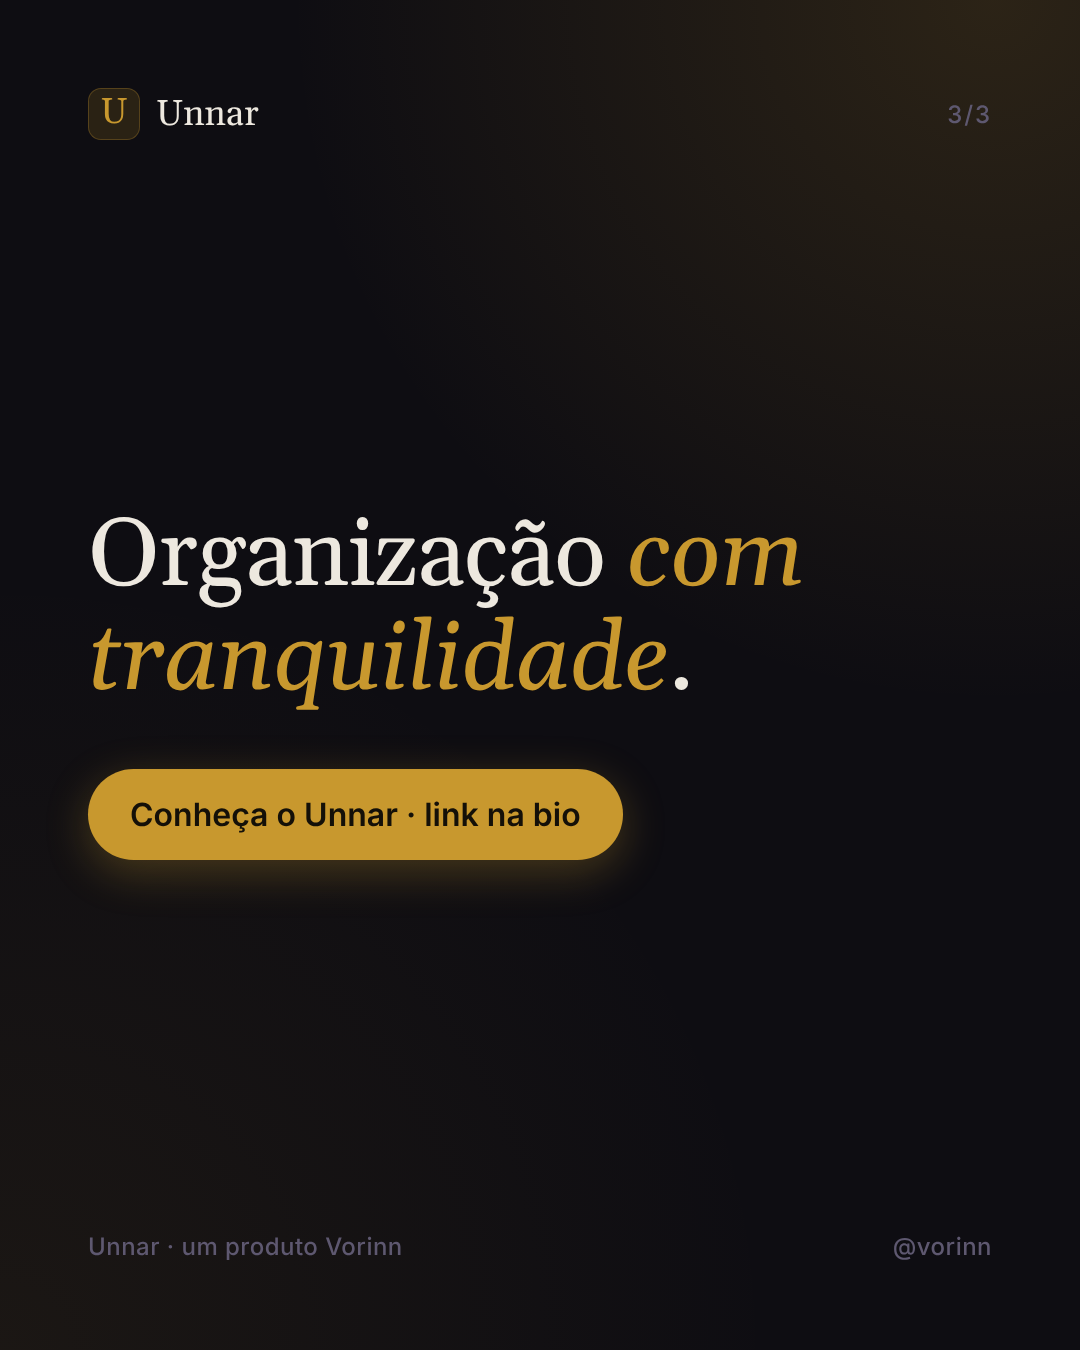 U Unnar
3/3
Organização com
tranquilidade.
Conheça o Unnar · link na bio
Unnar · um produto Vorinn
@vorinn